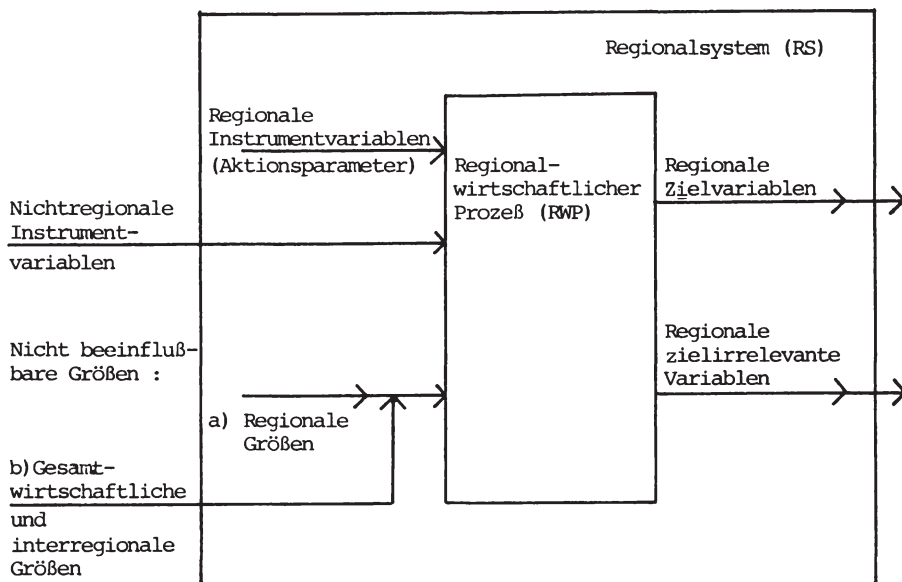 Regionalsystem (RS)
Regionale
Instrumentvariablen
(Aktionsparameter)
Regional-
wirtschaftlicher
Prozeß (RWP)
Regionale
Zielvariablen
Nichtregionale
Instrument-
variablen
Regionale
zielirrelevante
Variablen
Nicht beeinfluß-
bare Größen :
a) Regionale
Größen
b) Gesamt-
wirtschaftliche
und
interregionale
Größen